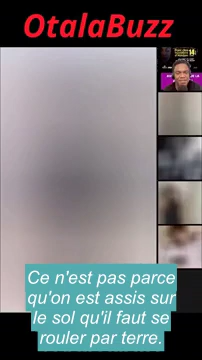 OtalaBuzz
Ce n'est pas parce
qu'on est assis sur
le sol qu'il faut se
rouler par terre.